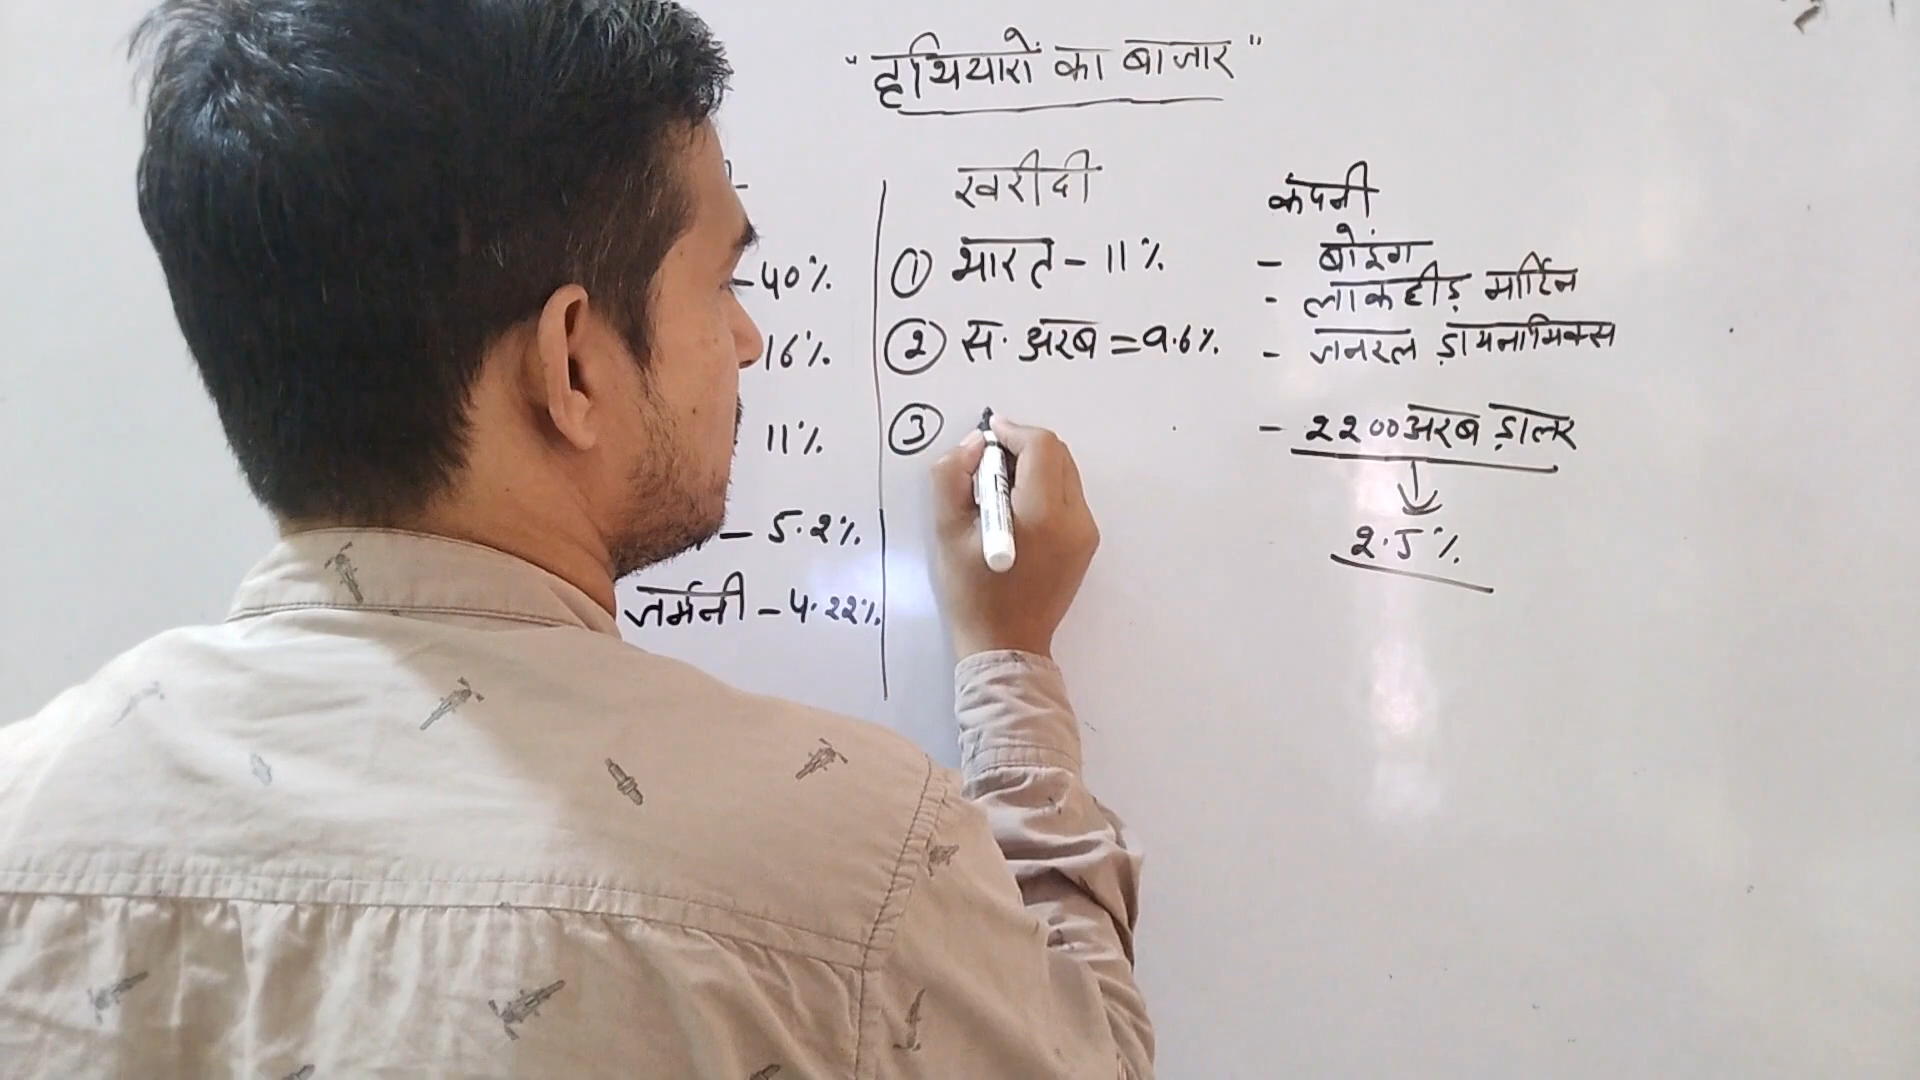 "हथियारों का बाजार"
-40%
16%
11%
- 5.2%
जर्मनी - 4.22%
खरीदी
① भारत - 11%
② स. अरब = 9.6%
③
कंपनी
- बोइंग
- लाकहीड़ मार्टिन
- जनरल ड़ायनामिक्स
- 2200 अरब ड़ालर
2.5%